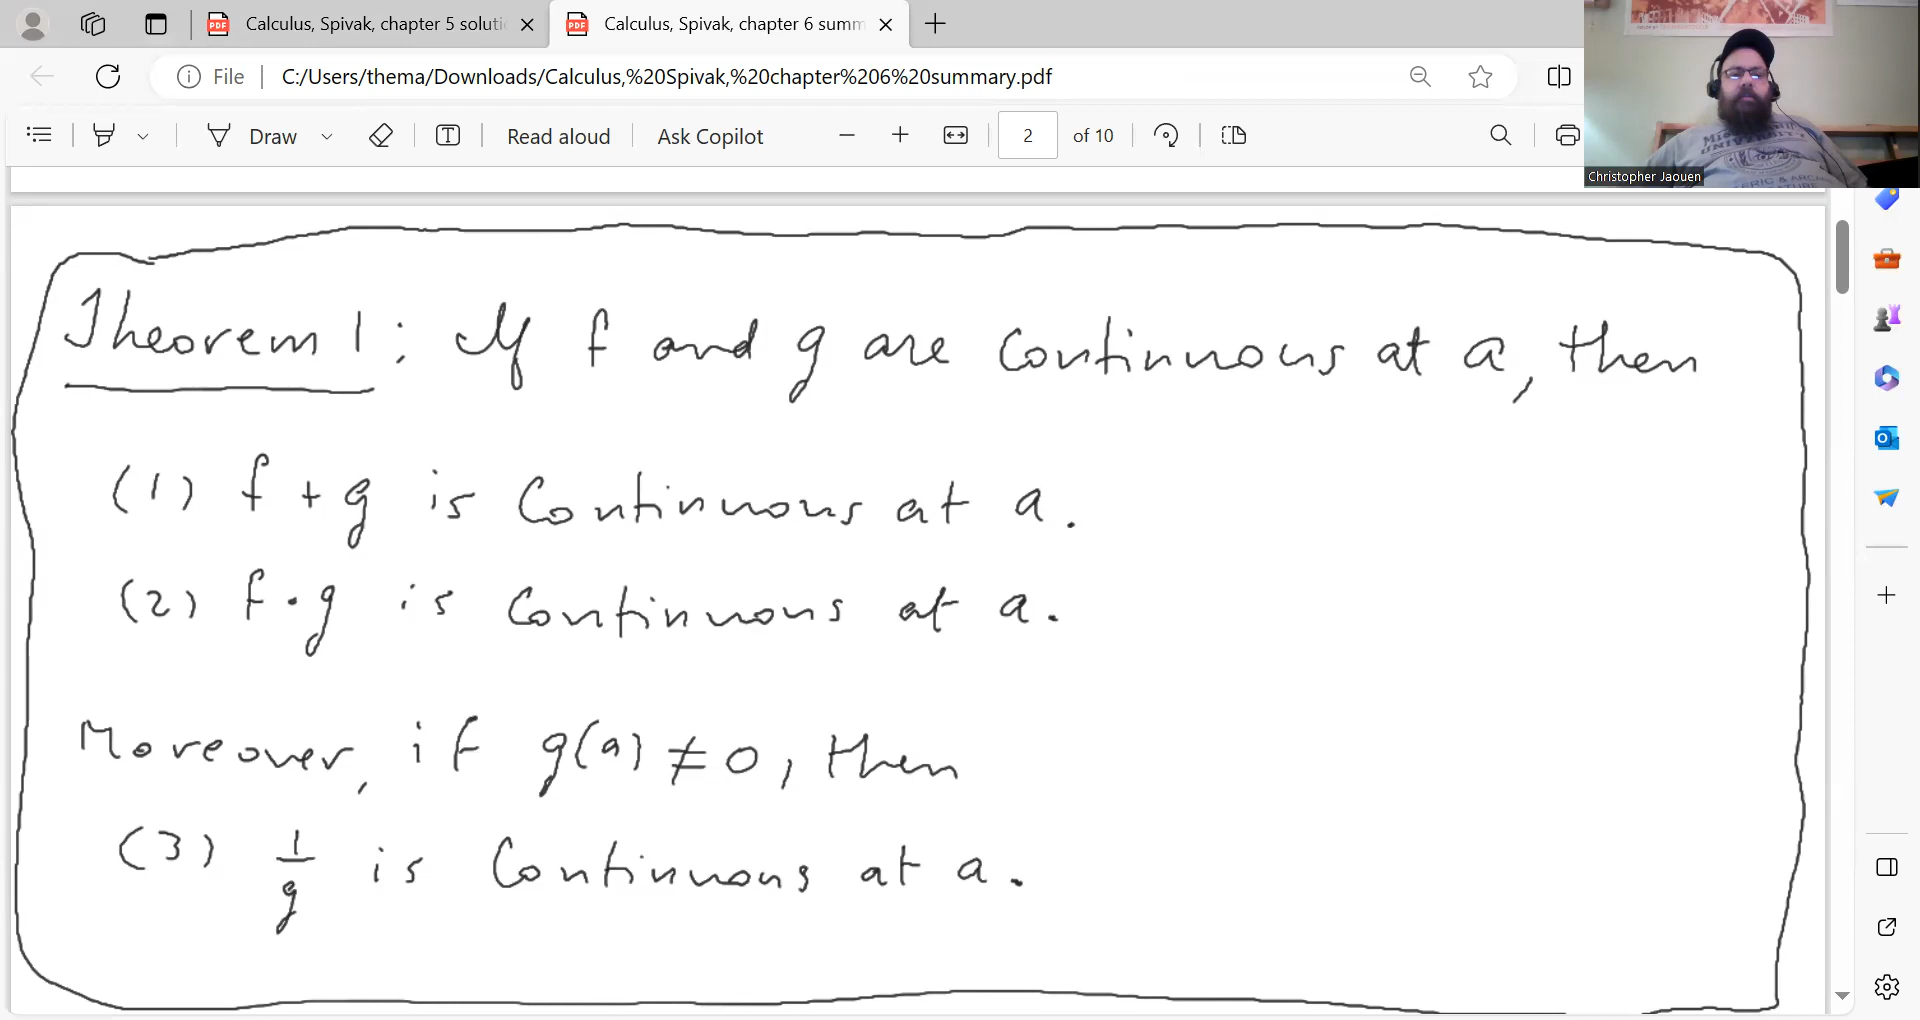 Calculus, Spivak, chapter 5 soluti
Calculus, Spivak, chapter 6 summ
File
C:/Users/thema/Downloads/Calculus,%20Spivak,%20chapter%206%20summary.pdf
Draw
Read aloud
Ask Copilot
2 of 10
Christopher Jaouen
Theorem 1: If f and g are continuous at a, then
(1) f + g is continuous at a.
(2) f · g is continuous at a.
Moreover, if g(a) ≠ 0, then
(3) 1/g is continuous at a.